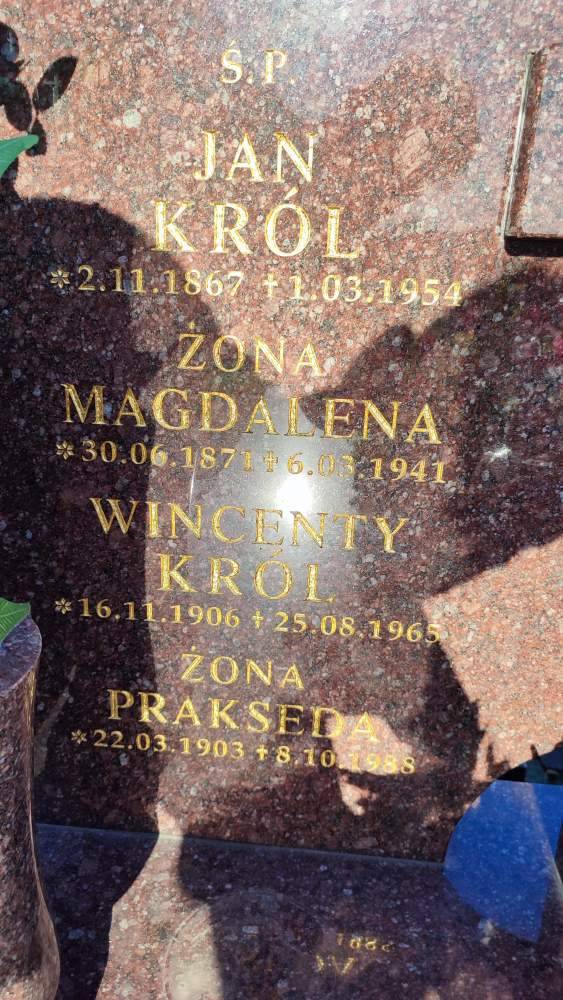 Ś.P.
JAN
KRÓL
*2.11.1867 †1.03.1954
ŻONA
MAGDALENA
*30.06.1871 †6.03.1941
WINCENTY
KRÓL
*16.11.1906 †25.08.1965
ŻONA
PRAKSEDA
*22.03.1903 †8.10.1988